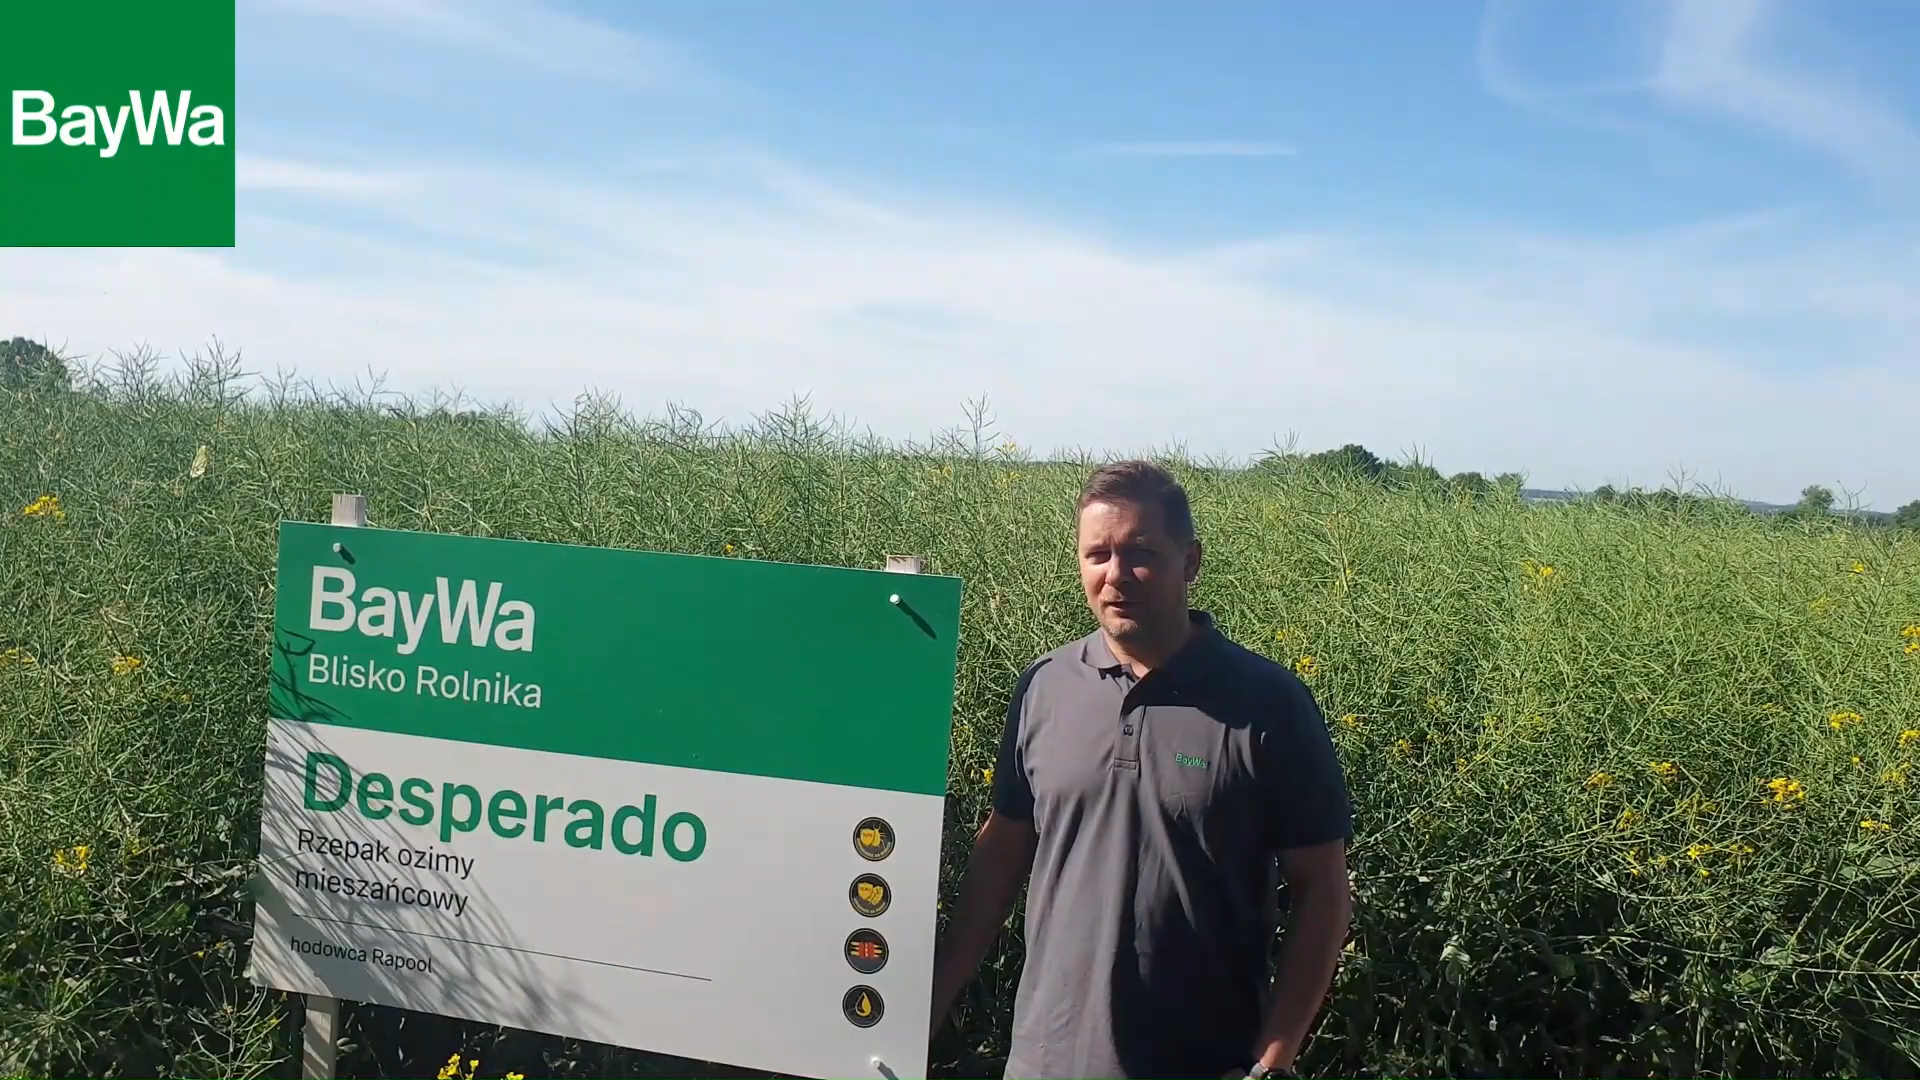 BayWa
BayWa
Blisko Rolnika
Desperado
Rzepak ozimy
mieszańcowy
hodowca Rapool
BayWa